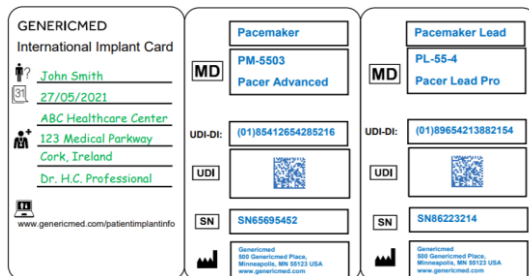 GENERICMED
International Implant Card
John Smith
31
27/05/2021
ABC Healthcare Center
123 Medical Parkway
Cork, Ireland
Dr. H.C. Professional
www.genericmed.com/patientimplantinfo
Pacemaker
MD
PM-5503
Pacer Advanced
UDI-DI:
(01)85412654285216
UDI
SN
SN65695452
Genericmed
500 Genericmed Place,
Minneapolis, MN 55123 USA
www.genericmed.com
Pacemaker Lead
MD
PL-55-4
Pacer Lead Pro
UDI-DI:
(01)89654213882154
UDI
SN
SN86223214
Genericmed
500 Genericmed Place,
Minneapolis, MN 55123 USA
www.genericmed.com